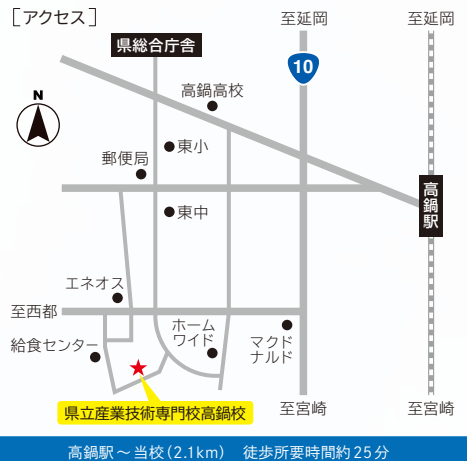 ［アクセス］
至延岡
至延岡
県総合庁舎
10
高鍋高校
N
東小
郵便局
高鍋駅
東中
エネオス
至西都
ホーム
ワイド
マクド
ナルド
給食センター
県立産業技術専門校高鍋校
至宮崎
至宮崎
高鍋駅～当校(2.1km)　徒歩所要時間約25分